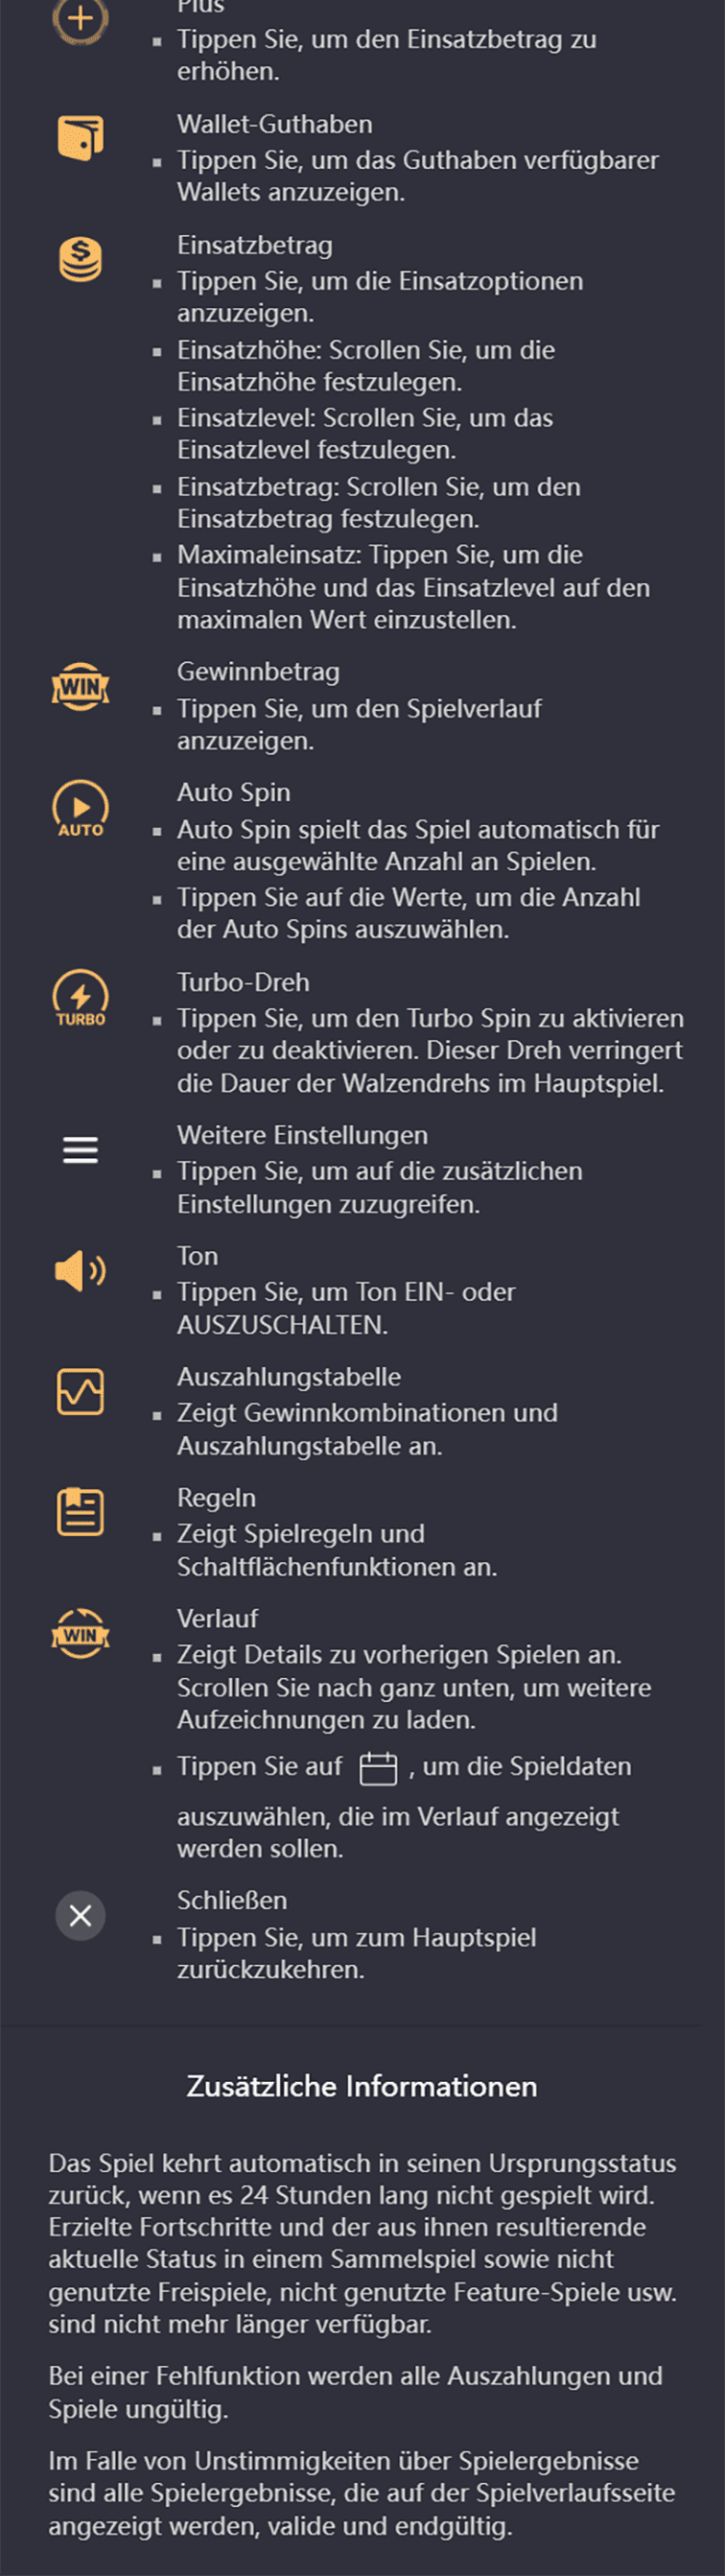 Plus
Tippen Sie, um den Einsatzbetrag zu
erhöhen.
Wallet-Guthaben
Tippen Sie, um das Guthaben verfügbarer
Wallets anzuzeigen.
Einsatzbetrag
Tippen Sie, um die Einsatzoptionen
anzuzeigen.
Einsatzhöhe: Scrollen Sie, um die
Einsatzhöhe festzulegen.
Einsatzlevel: Scrollen Sie, um das
Einsatzlevel festzulegen.
Einsatzbetrag: Scrollen Sie, um den
Einsatzbetrag festzulegen.
Maximaleinsatz: Tippen Sie, um die
Einsatzhöhe und das Einsatzlevel auf den
maximalen Wert einzustellen.
WIN
Gewinnbetrag
Tippen Sie, um den Spielverlauf
anzuzeigen.
AUTO
Auto Spin
Auto Spin spielt das Spiel automatisch für
eine ausgewählte Anzahl an Spielen.
Tippen Sie auf die Werte, um die Anzahl
der Auto Spins auszuwählen.
TURBO
Turbo-Dreh
Tippen Sie, um den Turbo Spin zu aktivieren
oder zu deaktivieren. Dieser Dreh verringert
die Dauer der Walzendrehs im Hauptspiel.
Weitere Einstellungen
Tippen Sie, um auf die zusätzlichen
Einstellungen zuzugreifen.
Ton
Tippen Sie, um Ton EIN- oder
AUSZUSCHALTEN.
Auszahlungstabelle
Zeigt Gewinnkombinationen und
Auszahlungstabelle an.
Regeln
Zeigt Spielregeln und
Schaltflächenfunktionen an.
WIN
Verlauf
Zeigt Details zu vorherigen Spielen an.
Scrollen Sie nach ganz unten, um weitere
Aufzeichnungen zu laden.
Tippen Sie auf , um die Spieldaten
auszuwählen, die im Verlauf angezeigt
werden sollen.
Schließen
Tippen Sie, um zum Hauptspiel
zurückzukehren.
Zusätzliche Informationen
Das Spiel kehrt automatisch in seinen Ursprungsstatus
zurück, wenn es 24 Stunden lang nicht gespielt wird.
Erzielte Fortschritte und der aus ihnen resultierende
aktuelle Status in einem Sammelspiel sowie nicht
genutzte Freispiele, nicht genutzte Feature-Spiele usw.
sind nicht mehr länger verfügbar.
Bei einer Fehlfunktion werden alle Auszahlungen und
Spiele ungültig.
Im Falle von Unstimmigkeiten über Spielergebnisse
sind alle Spielergebnisse, die auf der Spielverlaufsseite
angezeigt werden, valide und endgültig.